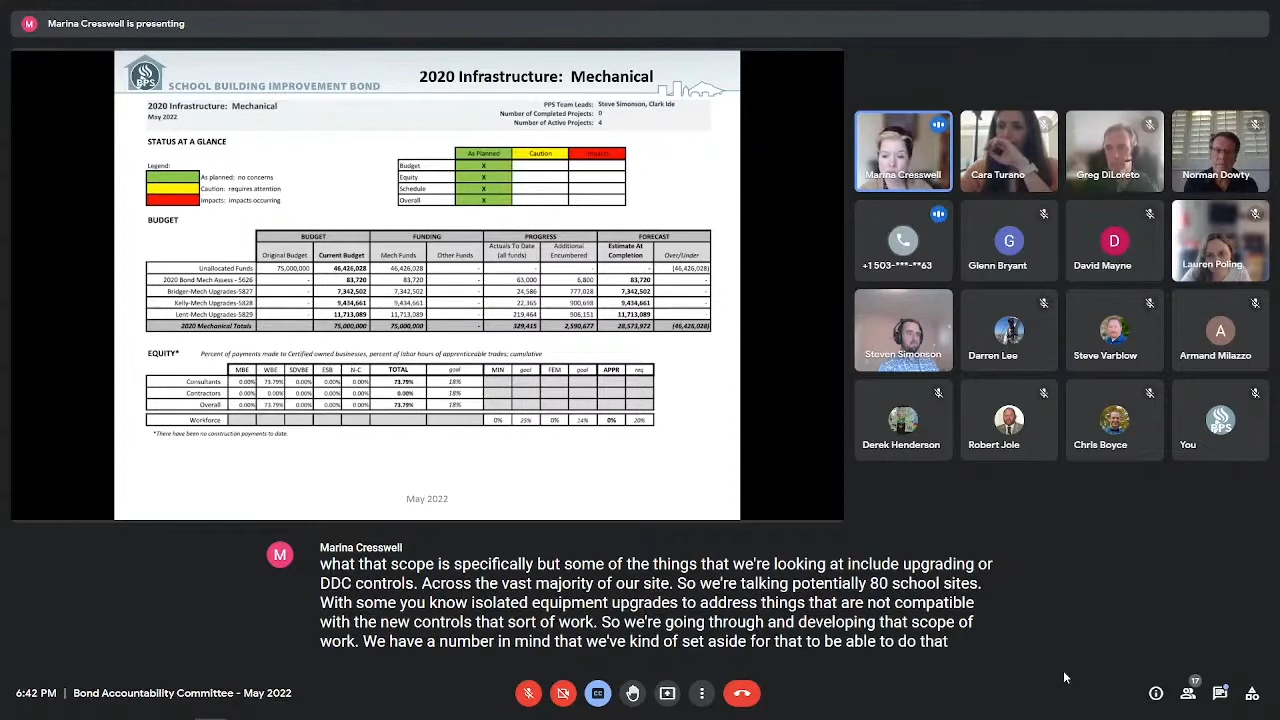 M Marina Cresswell is presenting
PPS
SCHOOL BUILDING IMPROVEMENT BOND
2020 Infrastructure: Mechanical
2020 Infrastructure: Mechanical
May 2022
PPS Team Leads: Steve Simonson, Clark Ide
Number of Completed Projects: 0
Number of Active Projects: 4
STATUS AT A GLANCE
Legend:
As planned: no concerns
Caution: requires attention
Impacts: impacts occurring
As Planned Caution Impacts
Budget X
Equity X
Schedule X
Overall X
BUDGET
BUDGET FUNDING PROGRESS FORECAST
Original Budget Current Budget Mech Funds Other Funds Actuals To Date (all funds) Additional Encumbered Estimate At Completion Over/Under
Unallocated Funds 75,000,000 46,426,028 46,426,028 - - - - (46,426,028)
2020 Bond Mech Assess - 5626 - 83,720 83,720 - 63,000 6,800 83,720 -
Bridger-Mech Upgrades-5827 - 7,342,502 7,342,502 - 24,586 777,028 7,342,502 -
Kelly-Mech Upgrades-5828 - 9,434,661 9,434,661 - 22,365 900,698 9,434,661 -
Lent-Mech Upgrades-5829 - 11,713,089 11,713,089 - 219,464 906,151 11,713,089 -
2020 Mechanical Totals 75,000,000 75,000,000 - 329,415 2,590,677 28,573,972 (46,426,028)
EQUITY* Percent of payments made to Certified owned businesses, percent of labor hours of apprenticeable trades; cumulative
MBE WBE SDVBE ESB N-C TOTAL goal MIN goal FEM goal APPR req
Consultants 0.00% 73.79% 0.00% 0.00% 0.00% 73.79% 18%
Contractors 0.00% 0.00% 0.00% 0.00% 0.00% 0.00% 18%
Overall 0.00% 73.79% 0.00% 0.00% 0.00% 73.79% 18%
Workforce 0% 25% 0% 14% 0% 20%
*There have been no construction payments to date.
May 2022
Marina Cresswell
Cara Turano
Greg DiLoreto
Norman Dowty
+1 503-***-**63
G
Glenn Bryant
D
David Mayne
Lauren Poling
Steven Simonson
Darren Lee
Steve Effros
A
Armand Mazzo
Derek Henderson
Robert Jole
Chris Boyce
PPS
You
M
Marina Cresswell
what that scope is specifically but some of the things that we're looking at include upgrading or
DDC controls. Across the vast majority of our site. So we're talking potentially 80 school sites.
With some you know isolated equipment upgrades to address things that are not compatible
with the new controls that sort of work. So we're going through and developing that scope of
work. We have a number in mind that we've kind of set aside for that to be able to do that
6:42 PM | Bond Accountability Committee - May 2022
CC
17